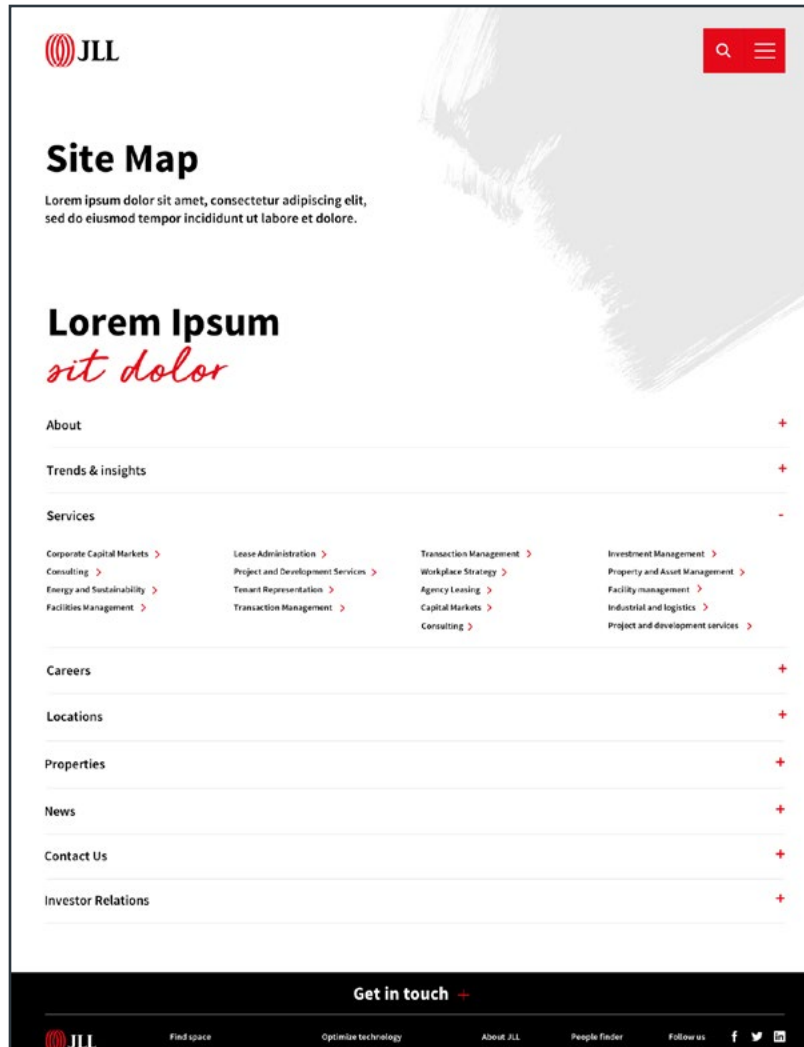 JLL
Site Map
Lorem ipsum dolor sit amet, consectetur adipiscing elit,
sed do eiusmod tempor incididunt ut labore et dolore.
Lorem Ipsum
sit dolor
About +
Trends & insights +
Services -
Corporate Capital Markets >
Consulting >
Energy and Sustainability >
Facilities Management >
Lease Administration >
Project and Development Services >
Tenant Representation >
Transaction Management >
Transaction Management >
Workplace Strategy >
Agency Leasing >
Capital Markets >
Consulting >
Investment Management >
Property and Asset Management >
Facility management >
Industrial and logistics >
Project and development services >
Careers +
Locations +
Properties +
News +
Contact Us +
Investor Relations +
Get in touch +
JLL Find space Optimize technology About JLL People finder Follow us f in